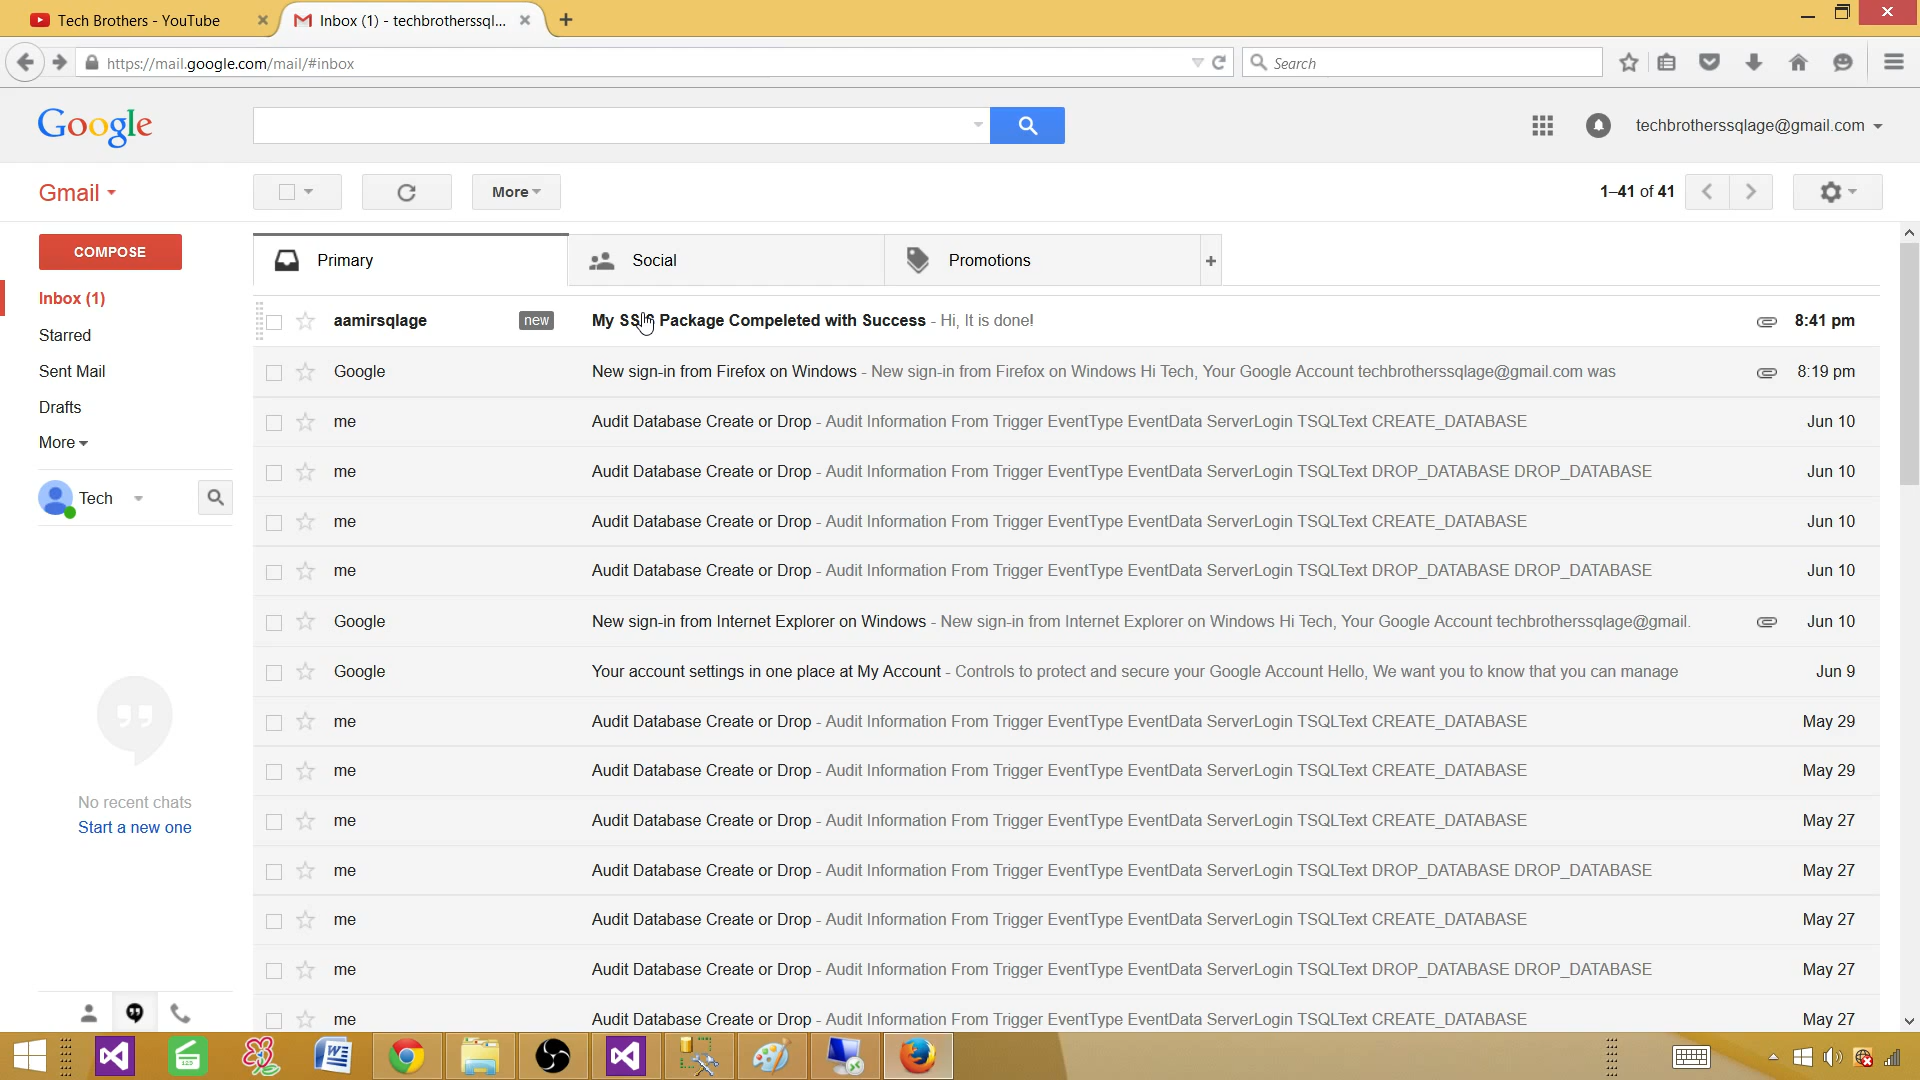 Tech Brothers - YouTube
Inbox (1) - techbrotherssql...
https://mail.google.com/mail/#inbox
Search
Google
techbrotherssqlage@gmail.com
Gmail
More
1–41 of 41
COMPOSE
Primary
Social
Promotions
Inbox (1)
Starred
Sent Mail
Drafts
More
Tech
No recent chats
Start a new one
aamirsqlage new My SSIS Package Compeleted with Success - Hi, It is done! 8:41 pm
Google New sign-in from Firefox on Windows - New sign-in from Firefox on Windows Hi Tech, Your Google Account techbrotherssqlage@gmail.com was 8:19 pm
me Audit Database Create or Drop - Audit Information From Trigger EventType EventData ServerLogin TSQLText CREATE_DATABASE Jun 10
me Audit Database Create or Drop - Audit Information From Trigger EventType EventData ServerLogin TSQLText DROP_DATABASE DROP_DATABASE Jun 10
me Audit Database Create or Drop - Audit Information From Trigger EventType EventData ServerLogin TSQLText CREATE_DATABASE Jun 10
me Audit Database Create or Drop - Audit Information From Trigger EventType EventData ServerLogin TSQLText DROP_DATABASE DROP_DATABASE Jun 10
Google New sign-in from Internet Explorer on Windows - New sign-in from Internet Explorer on Windows Hi Tech, Your Google Account techbrotherssqlage@gmail. Jun 10
Google Your account settings in one place at My Account - Controls to protect and secure your Google Account Hello, We want you to know that you can manage Jun 9
me Audit Database Create or Drop - Audit Information From Trigger EventType EventData ServerLogin TSQLText CREATE_DATABASE May 29
me Audit Database Create or Drop - Audit Information From Trigger EventType EventData ServerLogin TSQLText CREATE_DATABASE May 29
me Audit Database Create or Drop - Audit Information From Trigger EventType EventData ServerLogin TSQLText CREATE_DATABASE May 27
me Audit Database Create or Drop - Audit Information From Trigger EventType EventData ServerLogin TSQLText DROP_DATABASE DROP_DATABASE May 27
me Audit Database Create or Drop - Audit Information From Trigger EventType EventData ServerLogin TSQLText CREATE_DATABASE May 27
me Audit Database Create or Drop - Audit Information From Trigger EventType EventData ServerLogin TSQLText DROP_DATABASE DROP_DATABASE May 27
me Audit Database Create or Drop - Audit Information From Trigger EventType EventData ServerLogin TSQLText CREATE_DATABASE May 27